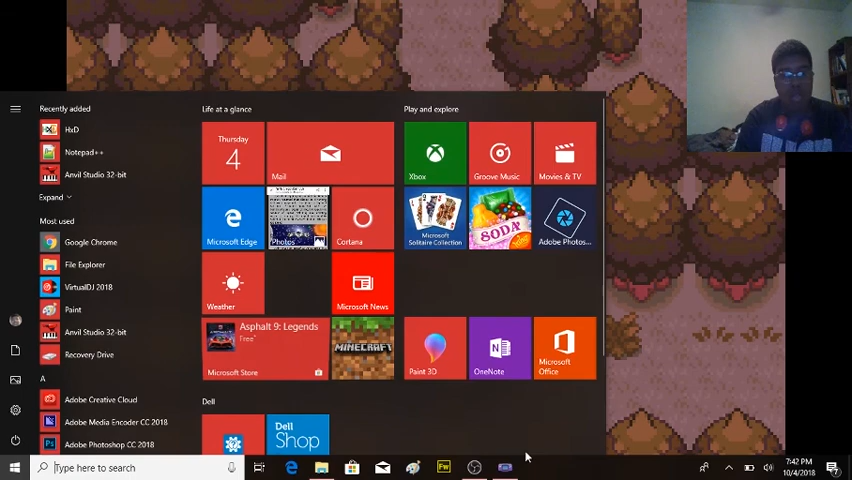 Recently added
HxD
Notepad++
Anvil Studio 32-bit
Expand
Most used
Google Chrome
File Explorer
VirtualDJ 2018
Paint
Anvil Studio 32-bit
Recovery Drive
A
Adobe Creative Cloud
Adobe Media Encoder CC 2018
Adobe Photoshop CC 2018
Life at a glance
Thursday
4
Mail
Microsoft Edge
Photos
Cortana
Weather
Microsoft News
Asphalt 9: Legends
Free*
Microsoft Store
MINECRAFT
Dell
Dell
Shop
Play and explore
Xbox
Groove Music
Movies & TV
Microsoft
Solitaire Collection
SODA
Adobe Photos...
Paint 3D
OneNote
Microsoft
Office
Type here to search
Fw
7:42 PM
10/4/2018